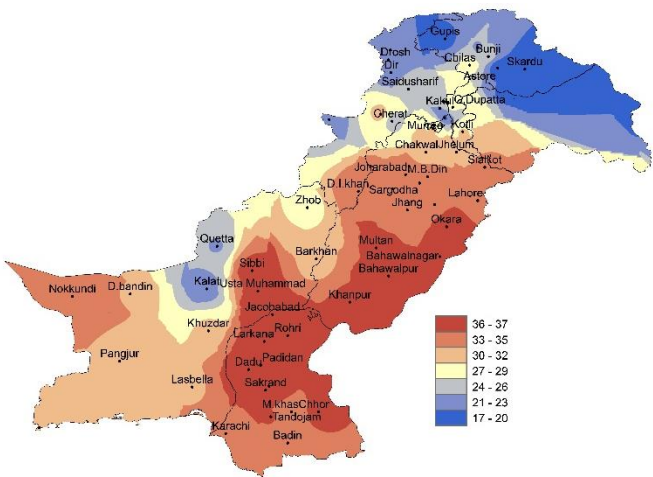 Gupis
Drosh
Bunji
Dir
Chilas
Skardu
Astore
Saidusharif
Kakul
G.Dupatta
Cherat
Murree
Kotli
Chakwal
Jhelum
Sialkot
Joharabad
M.B.Din
D.I.khan
Sargodha
Zhob
Jhang
Lahore
Okara
Quetta
Multan
Barkhan
Bahawalnagar
Sibbi
Bahawalpur
Nokkundi
D.bandin
Kalat
Usta Muhammad
Khanpur
Jacobabad
Khuzdar
Rohri
Larkana
Pangjur
Dadu
Padidan
Lasbella
Sakrand
M.khas
Chhor
Tandojam
Karachi
Badin
36 - 37
33 - 35
30 - 32
27 - 29
24 - 26
21 - 23
17 - 20